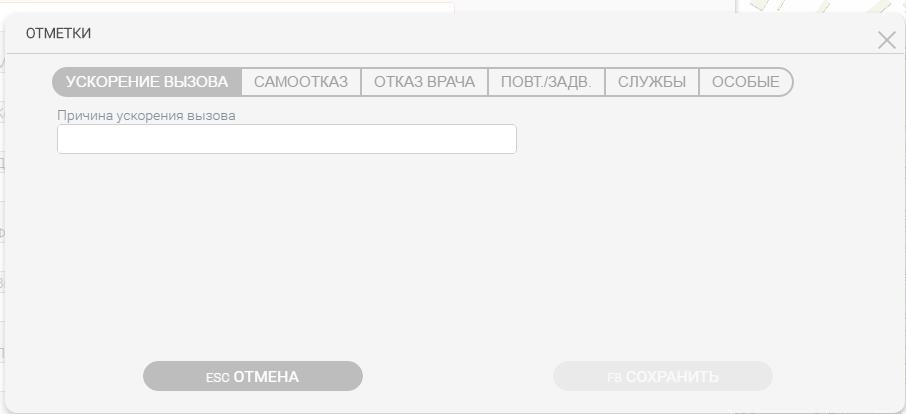 ОТМЕТКИ
УСКОРЕНИЕ ВЫЗОВА САМООТКАЗ ОТКАЗ ВРАЧА ПОВТ./ЗАДВ. СЛУЖБЫ ОСОБЫЕ
Причина ускорения вызова
ESC ОТМЕНА F8 СОХРАНИТЬ